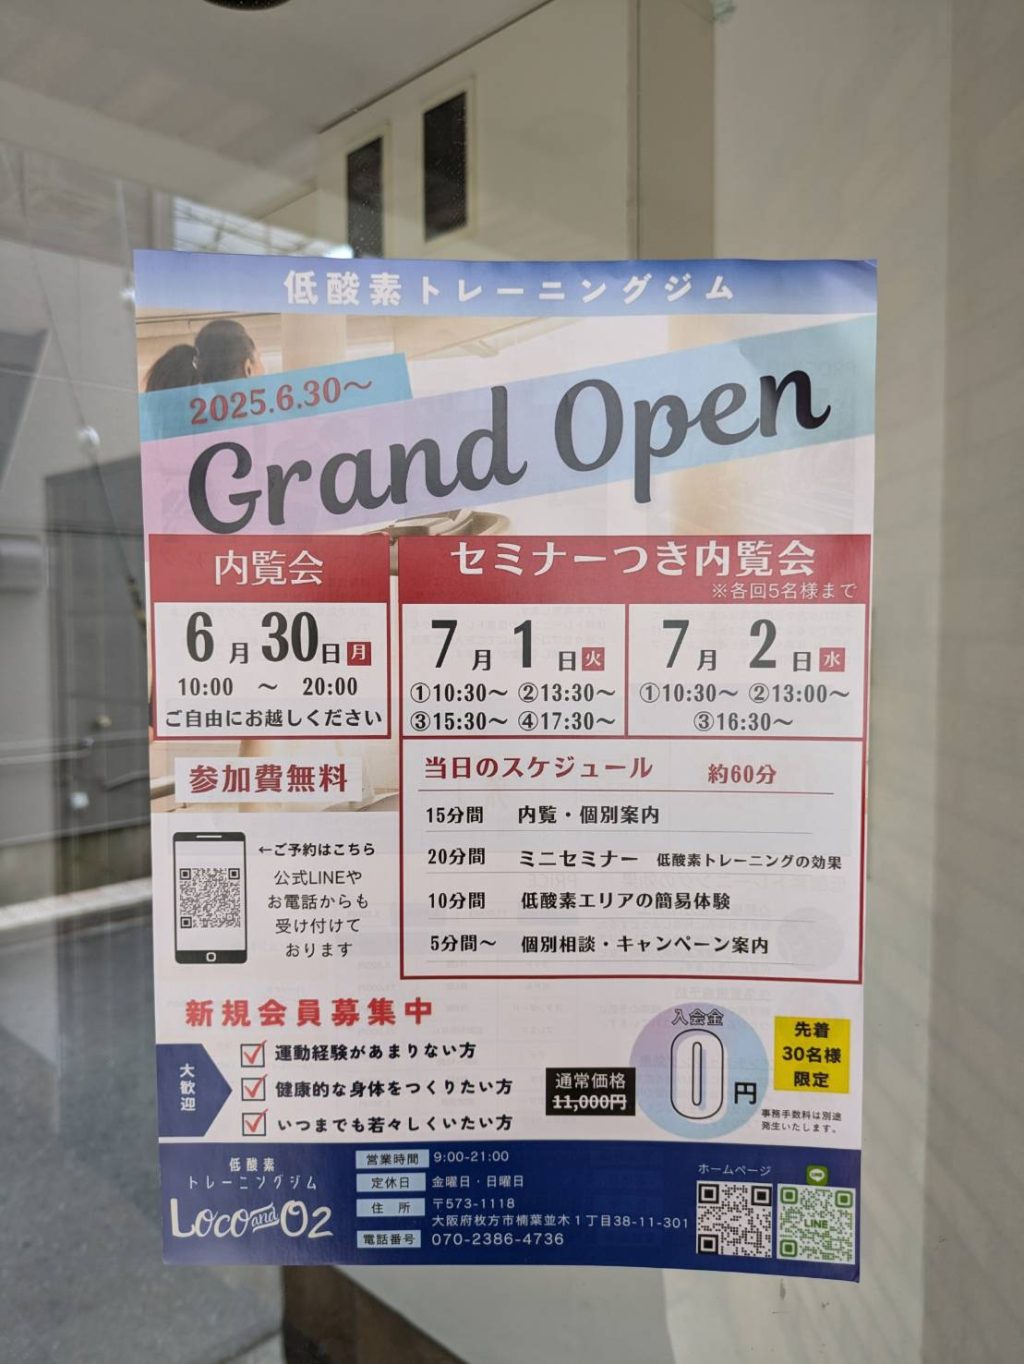 低酸素トレーニングジム
2025.6.30～
Grand Open
内覧会
6月30日 月
10:00 ～ 20:00
ご自由にお越しください
セミナーつき内覧会
※各回5名様まで
7月1日 火
①10:30～ ②13:30～
③15:30～ ④17:30～
7月2日 水
①10:30～ ②13:00～
③16:30～
参加費無料
←ご予約はこちら
公式LINEや
お電話からも
受け付けて
おります
当日のスケジュール 約60分
15分間 内覧・個別案内
20分間 ミニセミナー 低酸素トレーニングの効果
10分間 低酸素エリアの簡易体験
5分間～ 個別相談・キャンペーン案内
新規会員募集中
大歓迎
運動経験があまりない方
健康的な身体をつくりたい方
いつまでも若々しくいたい方
通常価格
11,000円
入会金
0円
先着
30名様
限定
事務手数料は別途
発生いたします。
低酸素
トレーニングジム
Loco and O2
営業時間 9:00-21:00
定休日 金曜日・日曜日
住所 〒573-1118
大阪府枚方市楠葉並木1丁目38-11-301
電話番号 070-2386-4736
ホームページ
LINE
LINE